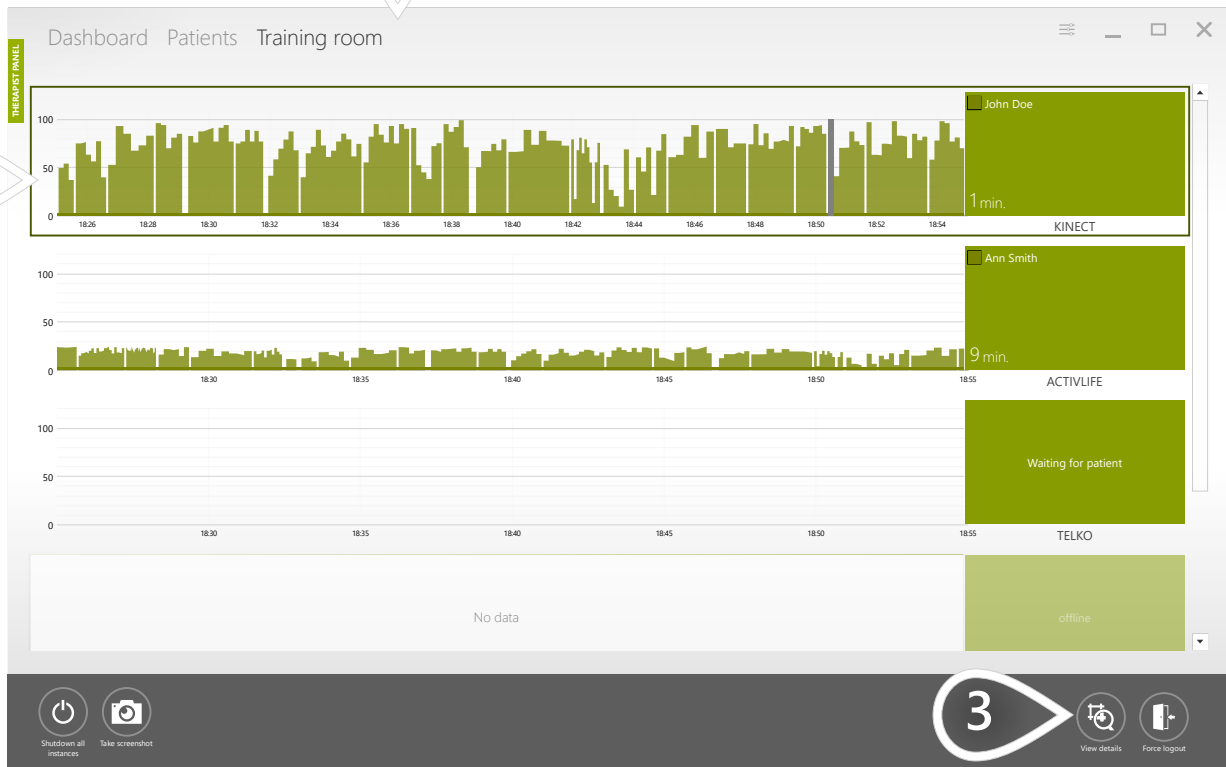 Dashboard Patients Training room
THERAPIST PANEL
John Doe
100
50
0
1 min.
18:26 18:28 18:30 18:32 18:34 18:36 18:38 18:40 18:42 18:44 18:46 18:48 18:50 18:52 18:54
KINECT
Ann Smith
100
50
0
9 min.
18:30 18:35 18:40 18:45 18:50 18:55
ACTIVLIFE
100
50
0
Waiting for patient
18:30 18:35 18:40 18:45 18:50 18:55
TELKO
No data
offline
3
Shutdown all
instances
Take screenshot
View details
Force logout